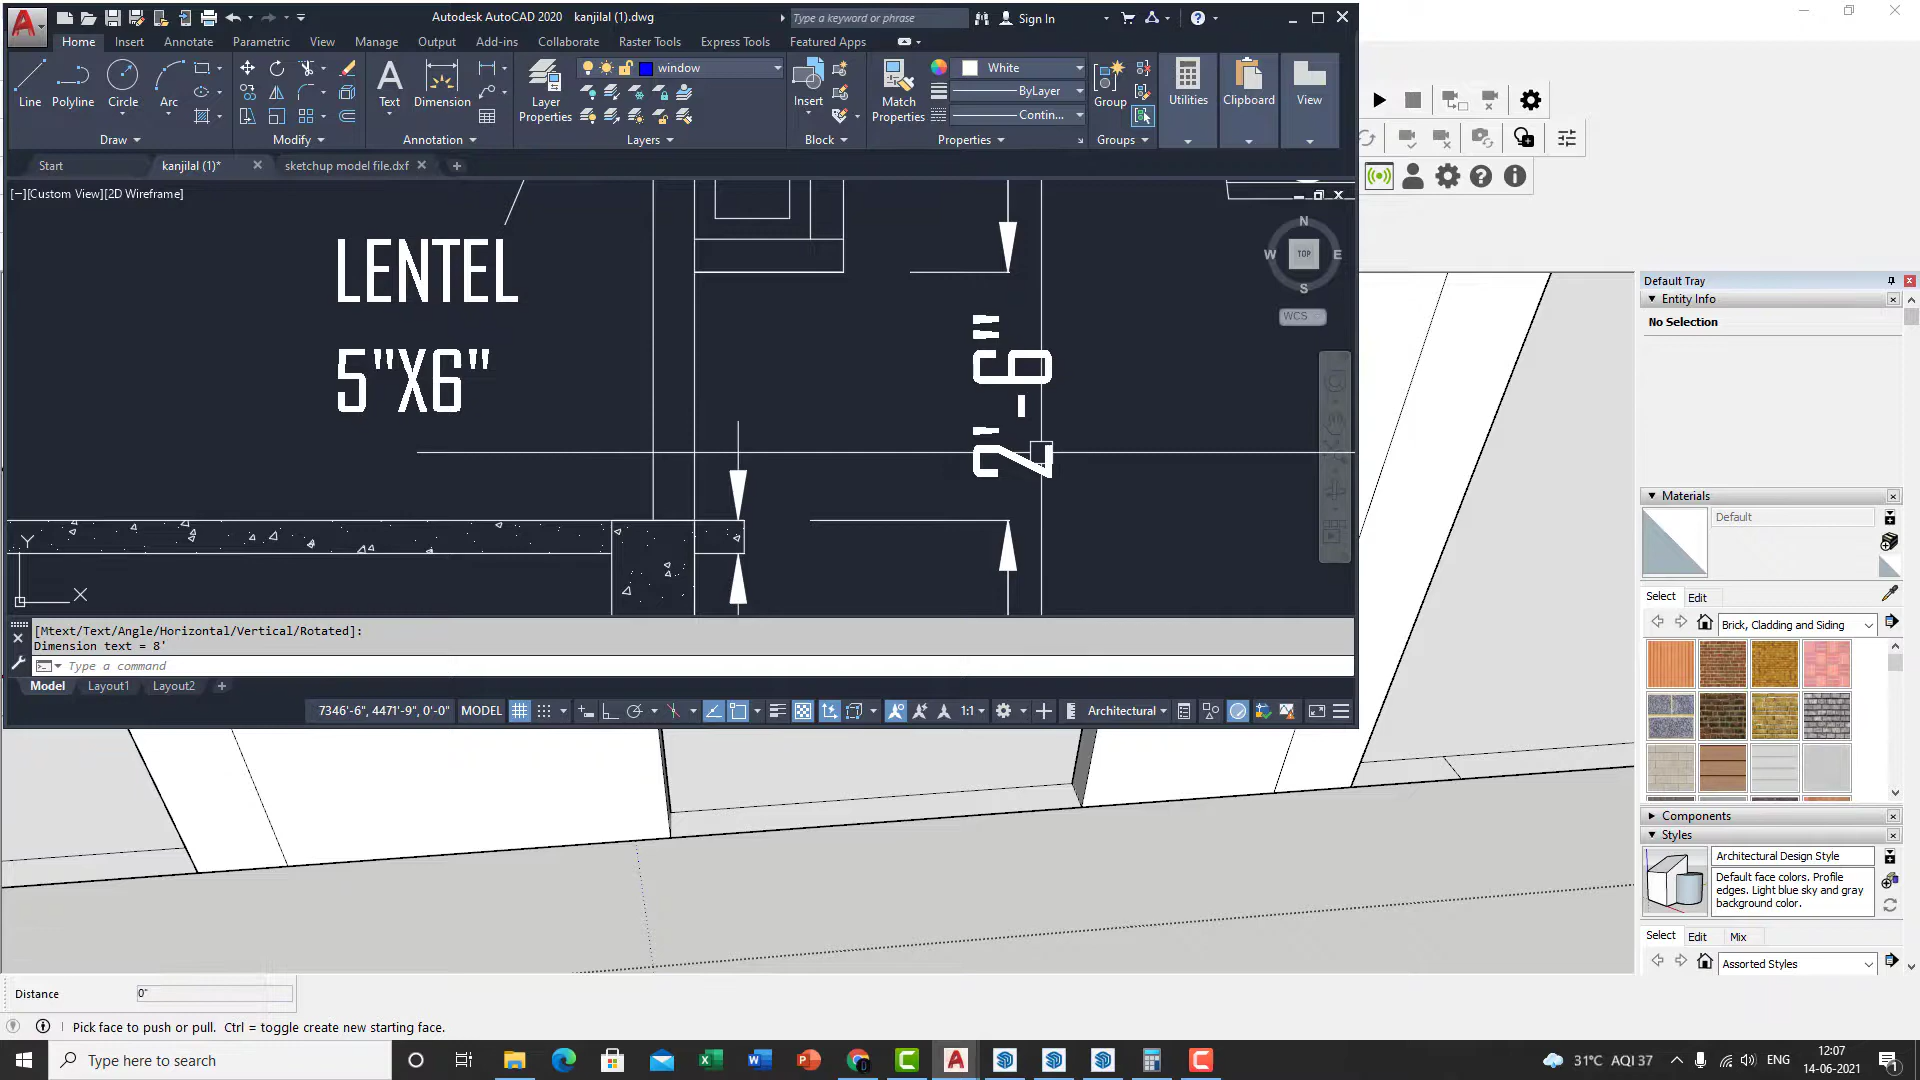 Autodesk AutoCAD 2020 kanjilal (1).dwg
Type a keyword or phrase
Sign In
Home Insert Annotate Parametric View Manage Output Add-ins Collaborate Raster Tools Express Tools Featured Apps
window
White
ByLayer
Contin...
Line Polyline Circle Arc
Text Dimension
Layer Properties
Insert
Match Properties
Group
Utilities
Clipboard
View
Draw Modify Annotation Layers Block Properties Groups
Start kanjilal (1)* sketchup model file.dxf
[−][Custom View][2D Wireframe]
N
W TOP E
S
WCS
LENTEL
5"X6"
2'-6"
Y
X
[Mtext/Text/Angle/Horizontal/Vertical/Rotated]:
Dimension text = 8'
Type a command
Model Layout1 Layout2
7346'-6", 4471'-9", 0'-0" MODEL 1:1 Architectural
Default Tray
Entity Info
No Selection
Materials
Default
Select Edit
Brick, Cladding and Siding
Components
Styles
Architectural Design Style
Default face colors. Profile
edges. Light blue sky and gray
background color.
Select Edit Mix
Assorted Styles
Distance 0"
Pick face to push or pull. Ctrl = toggle create new starting face.
Type here to search
31°C AQI 37
ENG
12:07
14-06-2021
1